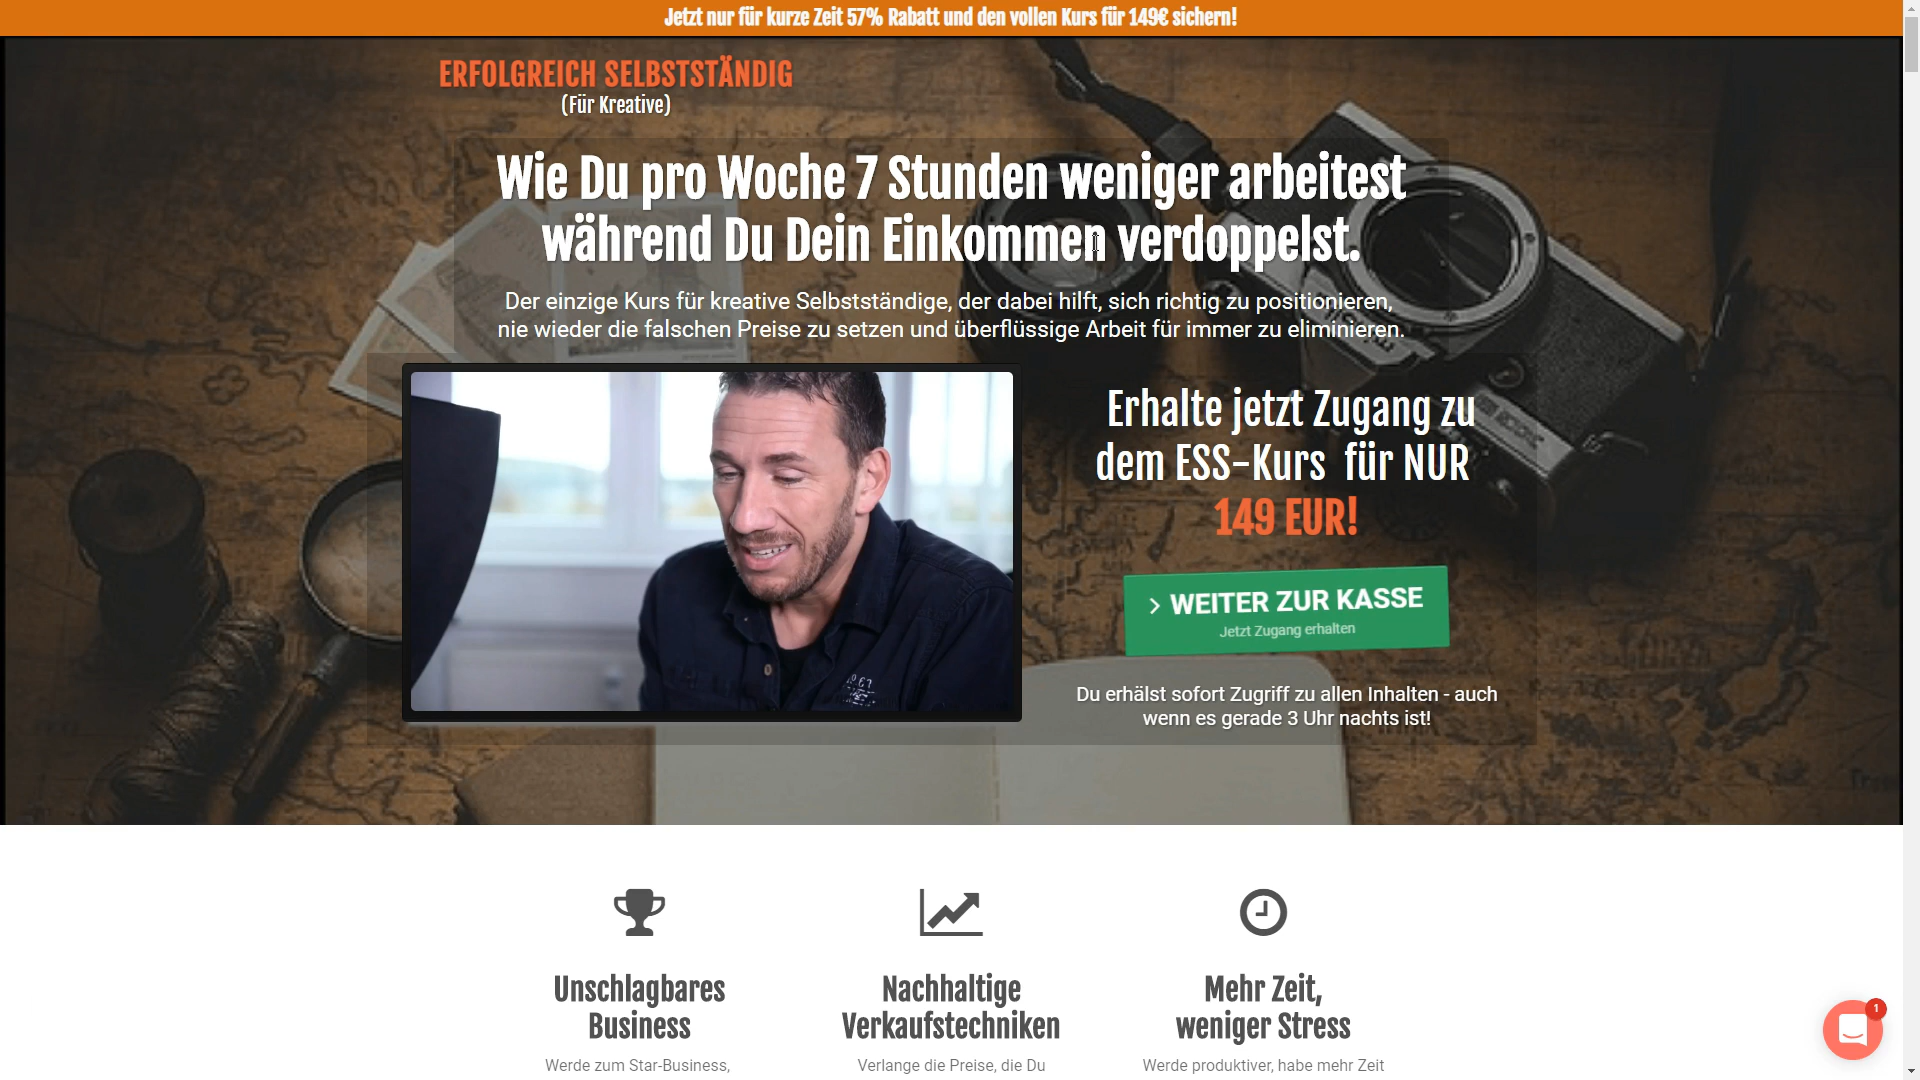 Jetzt nur für kurze Zeit 57% Rabatt und den vollen Kurs für 149€ sichern!
ERFOLGREICH SELBSTSTÄNDIG
(Für Kreative)
Wie Du pro Woche 7 Stunden weniger arbeitest
während Du Dein Einkommen verdoppelst.
Der einzige Kurs für kreative Selbstständige, der dabei hilft, sich richtig zu positionieren,
nie wieder die falschen Preise zu setzen und überflüssige Arbeit für immer zu eliminieren.
Erhalte jetzt Zugang zu
dem ESS-Kurs für NUR
149 EUR!
WEITER ZUR KASSE
Jetzt Zugang erhalten
Du erhälst sofort Zugriff zu allen Inhalten - auch
wenn es gerade 3 Uhr nachts ist!
Unschlagbares
Business
Werde zum Star-Business,
Nachhaltige
Verkaufstechniken
Verlange die Preise, die Du
Mehr Zeit,
weniger Stress
Werde produktiver, habe mehr Zeit
1